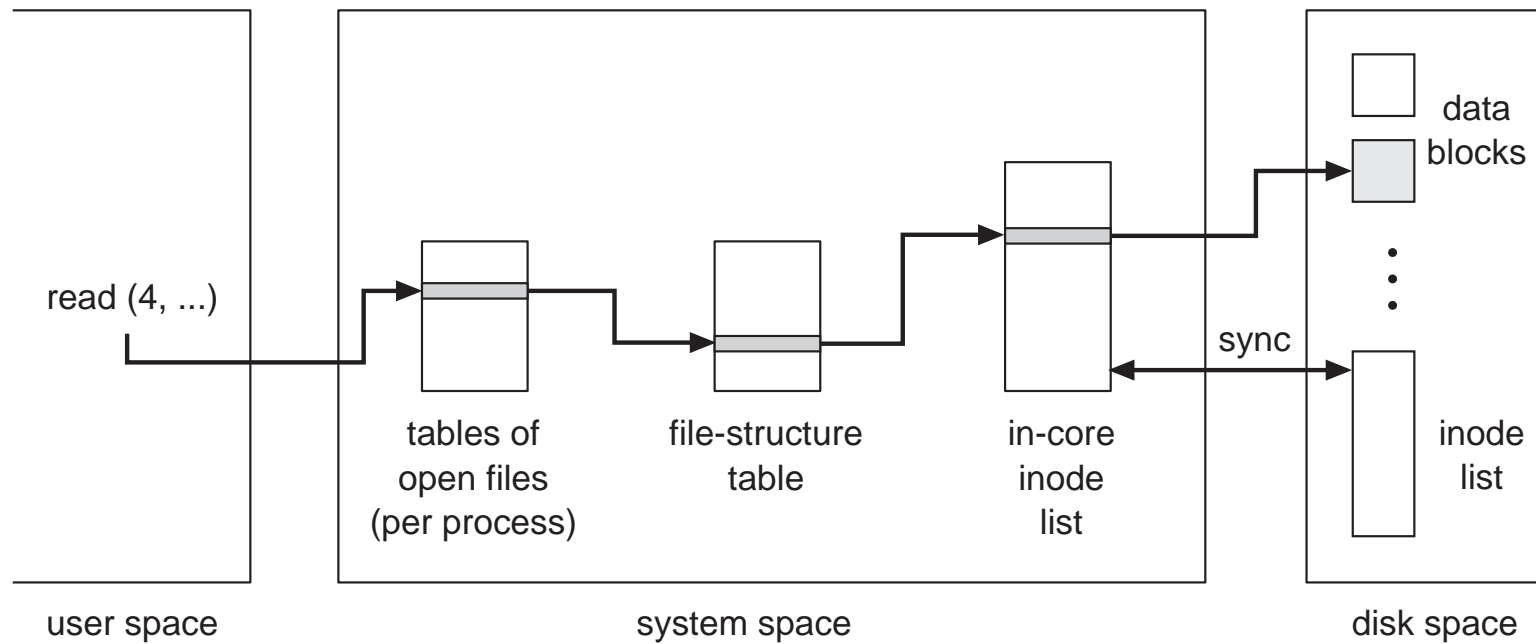 data
blocks
read (4, ...)
sync
tables of
open files
(per process)
file-structure
table
in-core
inode
list
inode
list
user space
system space
disk space